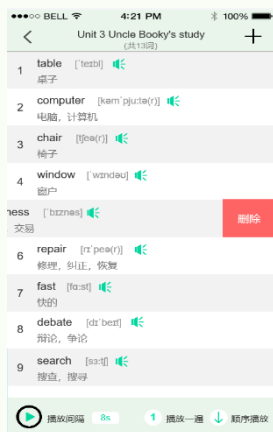 BELL 4:21 PM 100%
Unit 3 Uncle Booky's study
(共13词)
1 table [ˈteɪbl]
桌子
2 computer [kəmˈpjuːtə(r)]
电脑，计算机
3 chair [tʃeə(r)]
椅子
4 window [ˈwɪndəʊ]
窗户
ness [ˈbɪznəs]
交易
删除
6 repair [rɪˈpeə(r)]
修理，纠正，恢复
7 fast [fɑːst]
快的
8 debate [dɪˈbeɪt]
辩论，争论
9 search [sɜːtʃ]
搜查，搜寻
播放间隔 8s 1 播放一遍 顺序播放